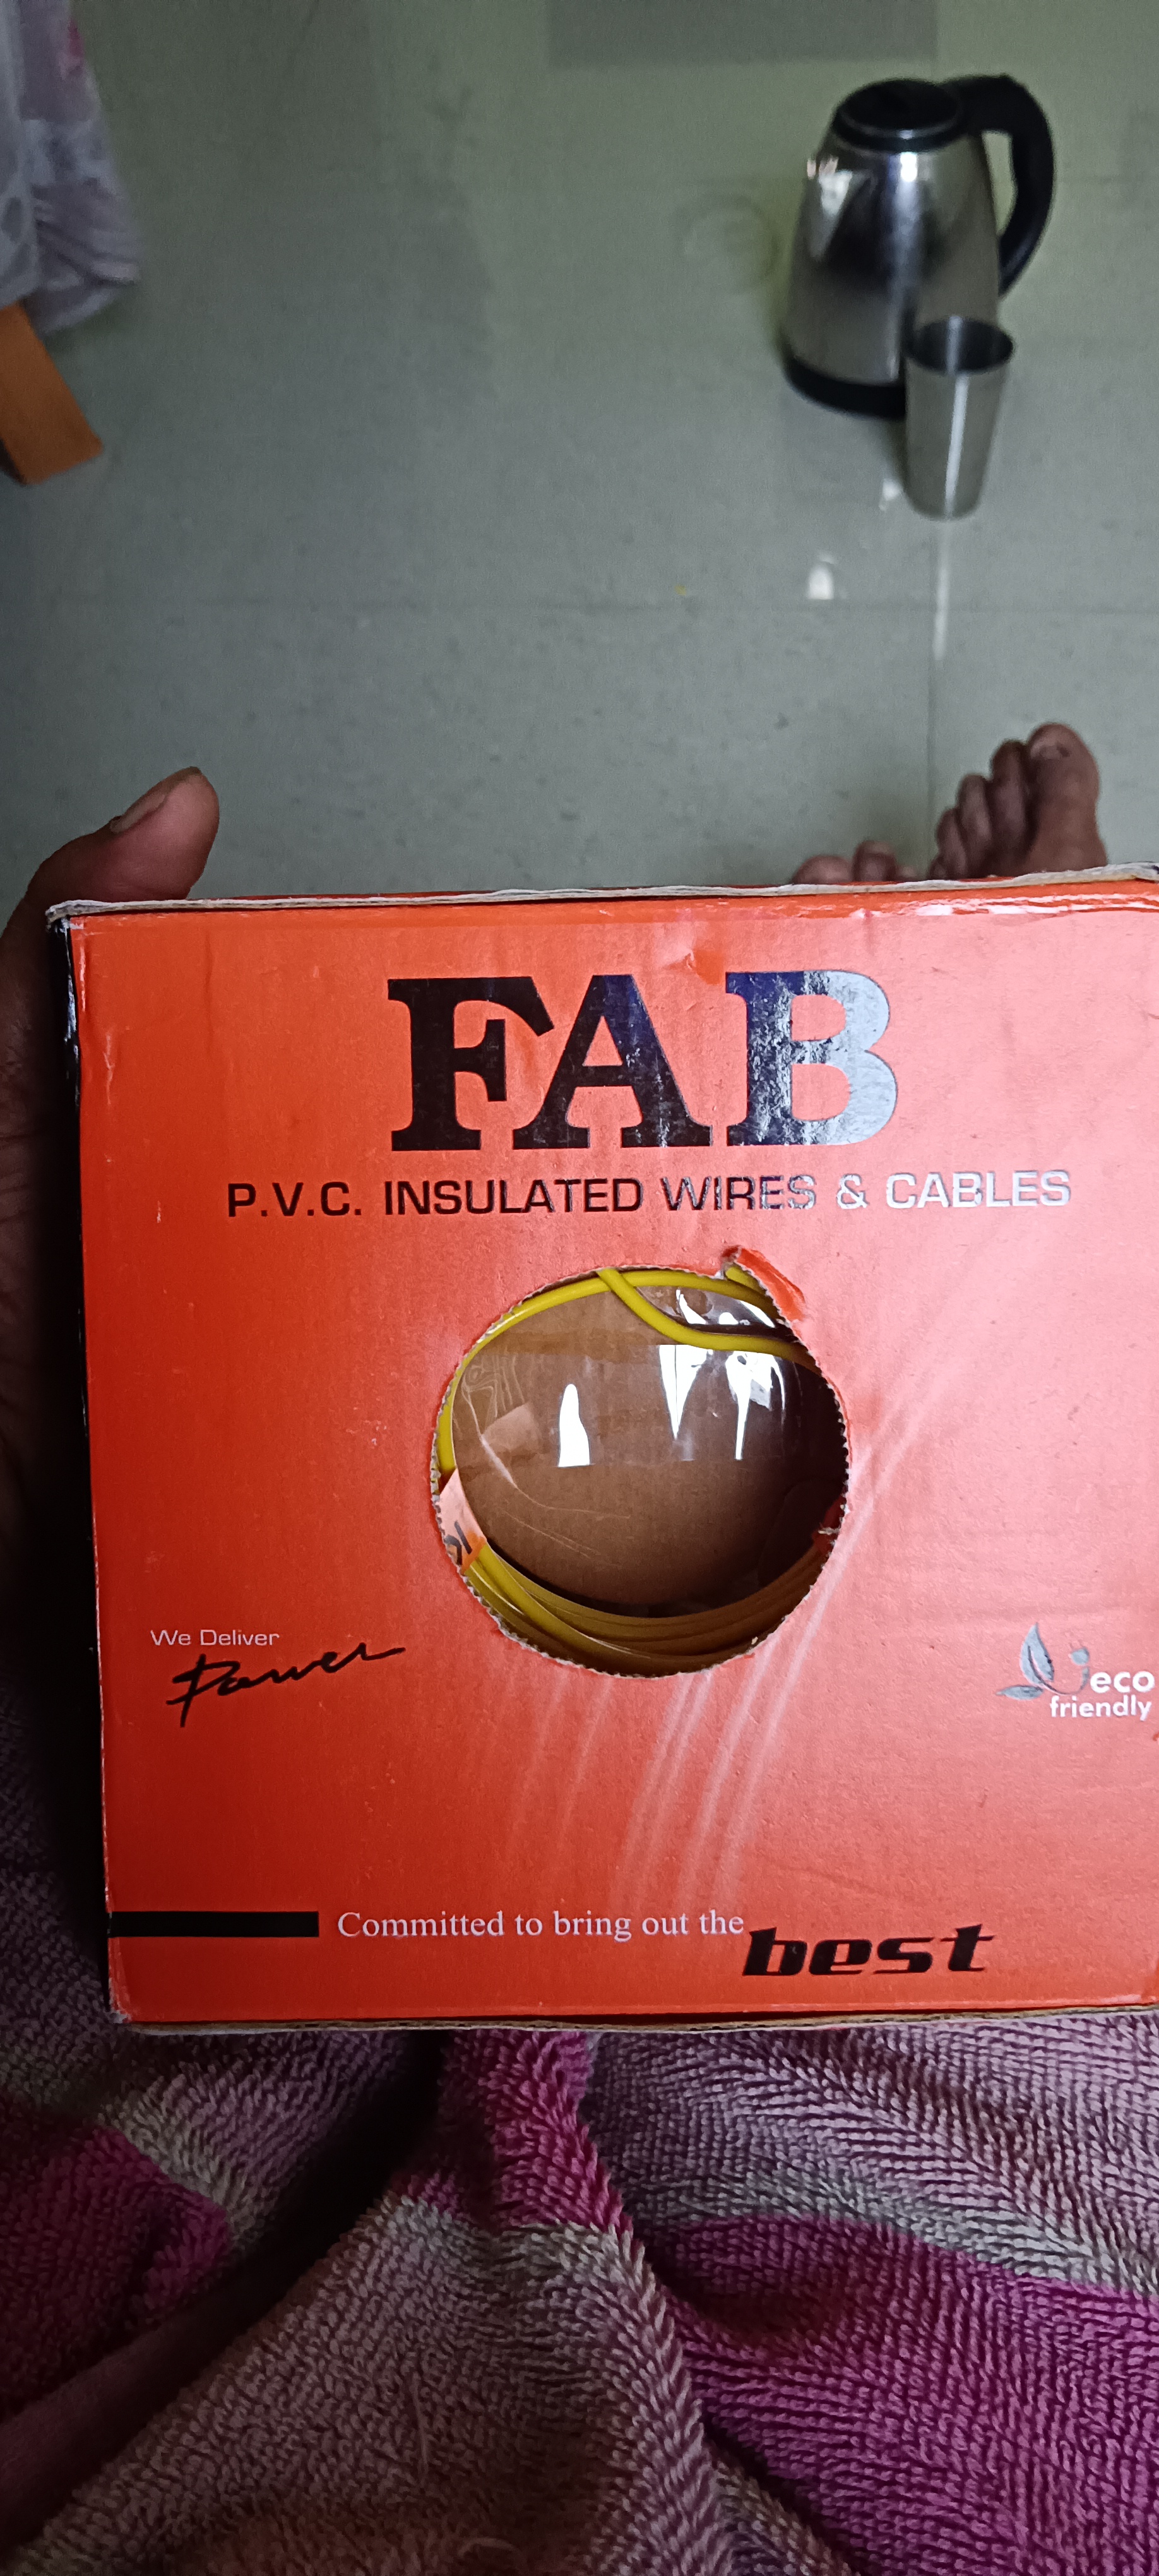 FAB
P.V.C. INSULATED WIRES & CABLES
We Deliver
Power
eco
friendly
Committed to bring out the best